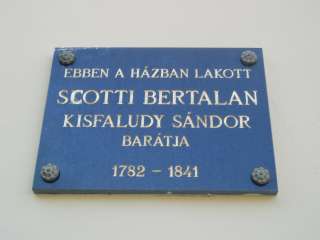 EBBEN A HÁZBAN LAKOTT
SCOTTI BERTALAN
KISFALUDY SÁNDOR
BARÁTJA
1782 - 1841